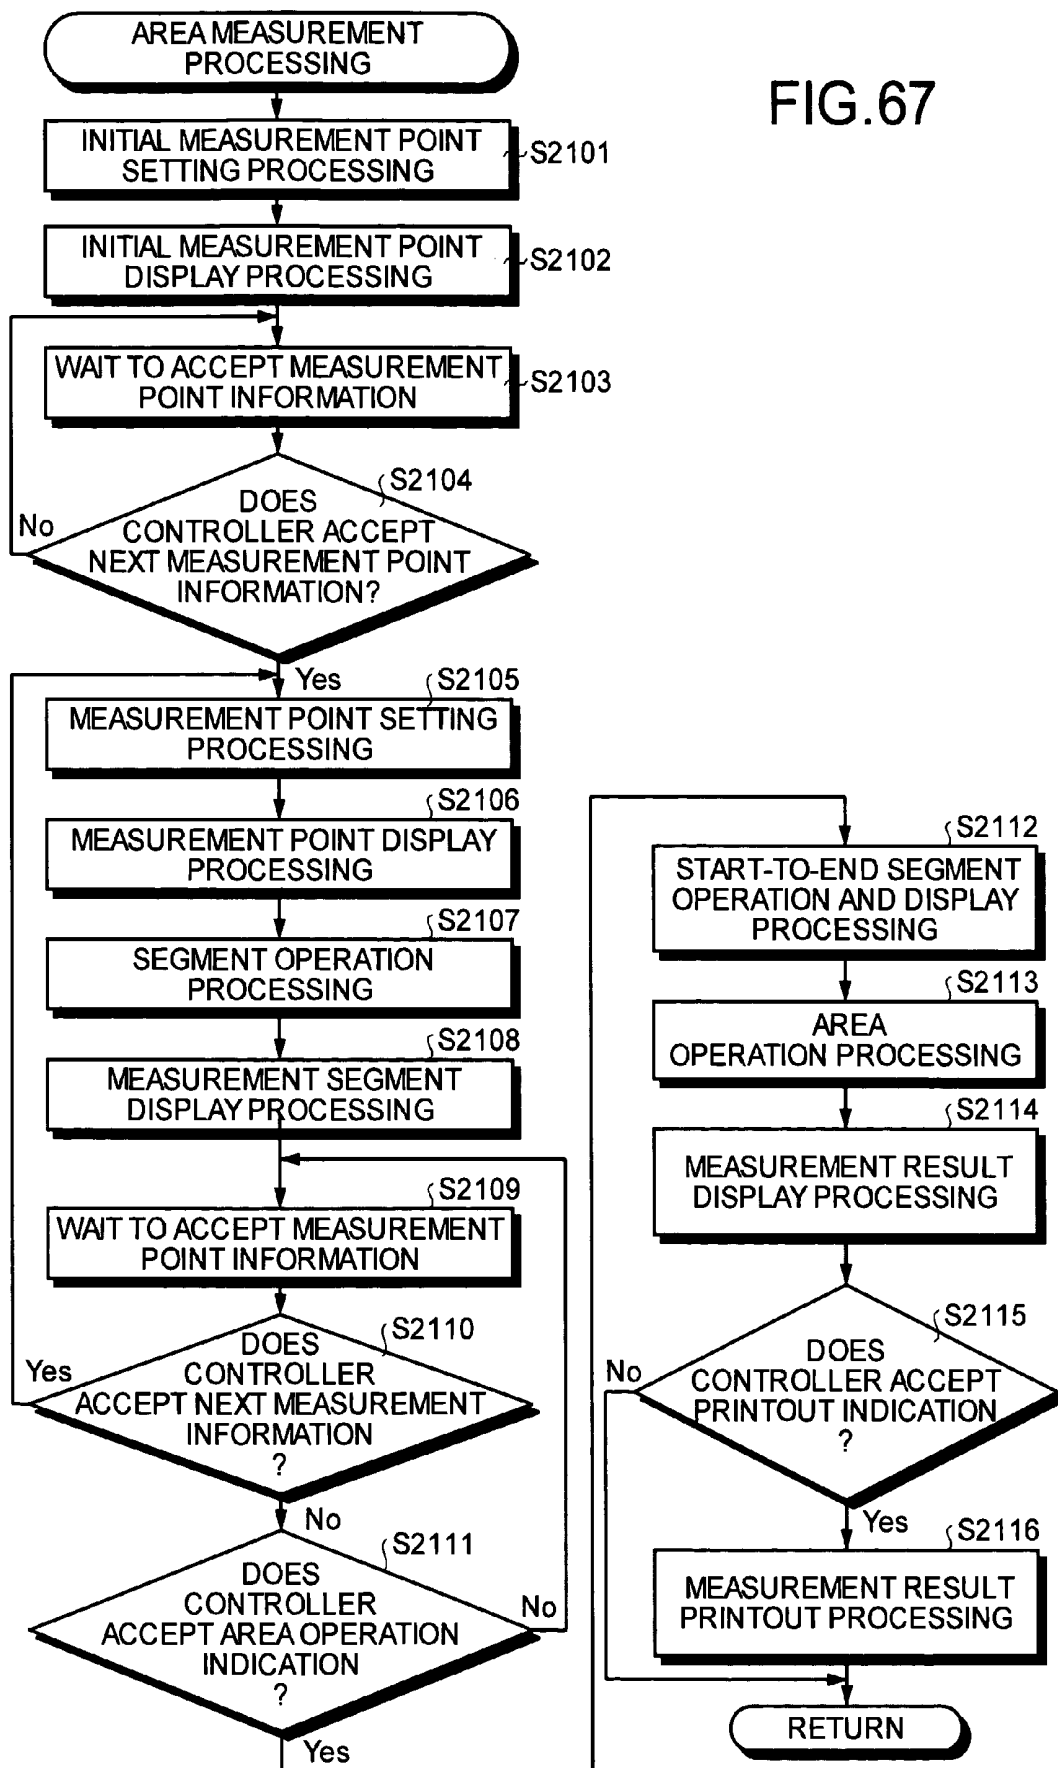 AREA MEASUREMENT
PROCESSING
FIG.67
INITIAL MEASUREMENT POINT
SETTING PROCESSING
S2101
INITIAL MEASUREMENT POINT
DISPLAY PROCESSING
S2102
WAIT TO ACCEPT MEASUREMENT
POINT INFORMATION
S2103
S2104
DOES
CONTROLLER ACCEPT
NEXT MEASUREMENT POINT
INFORMATION?
No
Yes
S2105
MEASUREMENT POINT SETTING
PROCESSING
S2106
MEASUREMENT POINT DISPLAY
PROCESSING
S2107
SEGMENT OPERATION
PROCESSING
S2108
MEASUREMENT SEGMENT
DISPLAY PROCESSING
S2109
WAIT TO ACCEPT MEASUREMENT
POINT INFORMATION
S2110
DOES
CONTROLLER
ACCEPT NEXT MEASUREMENT
INFORMATION
?
Yes
No
S2111
DOES
CONTROLLER
ACCEPT AREA OPERATION
INDICATION
?
No
Yes
S2112
START-TO-END SEGMENT
OPERATION AND DISPLAY
PROCESSING
S2113
AREA
OPERATION PROCESSING
S2114
MEASUREMENT RESULT
DISPLAY PROCESSING
S2115
DOES
CONTROLLER ACCEPT
PRINTOUT INDICATION
?
No
Yes
S2116
MEASUREMENT RESULT
PRINTOUT PROCESSING
RETURN